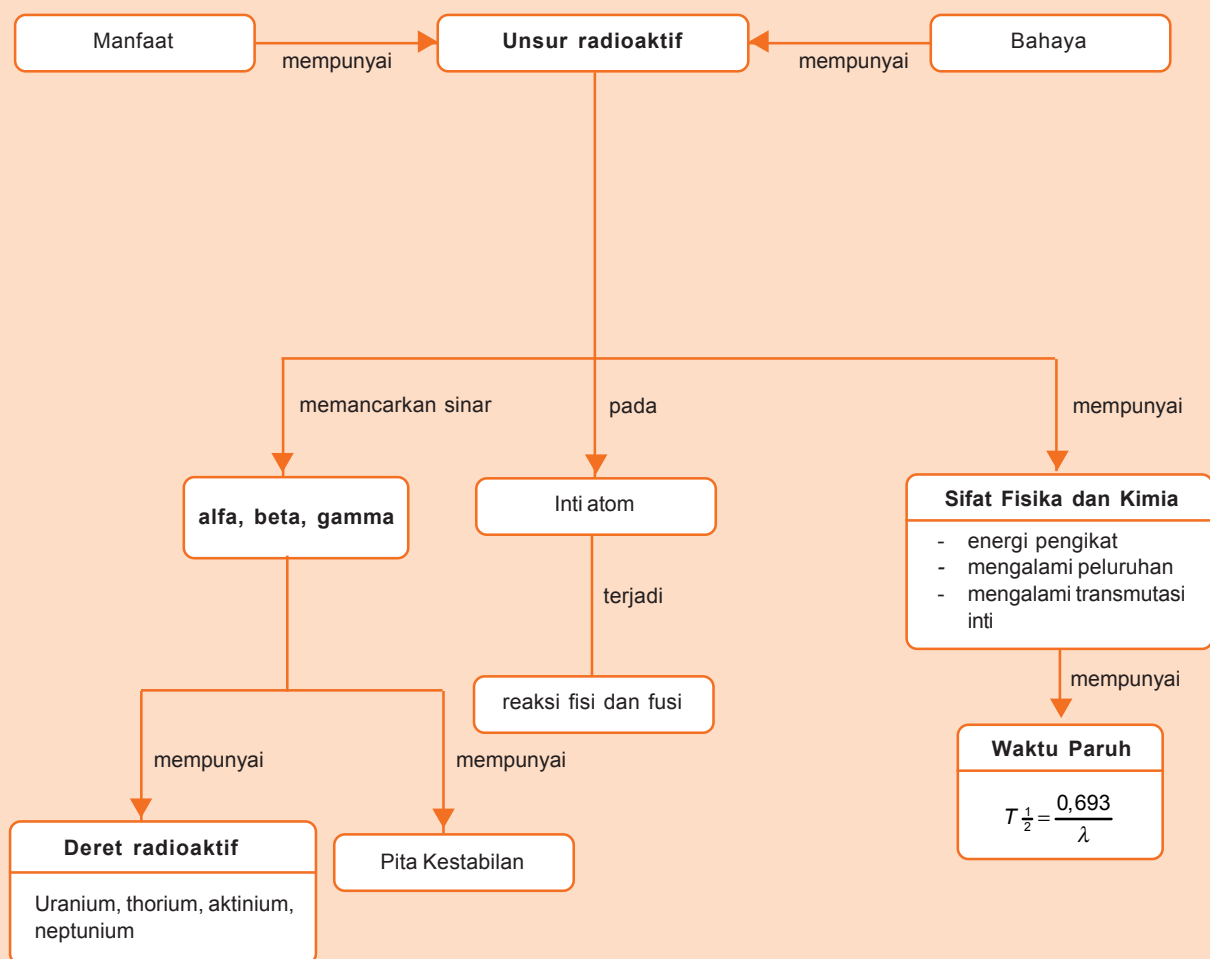 Manfaat
mempunyai
Unsur radioaktif
mempunyai
Bahaya
memancarkan sinar
pada
mempunyai
alfa, beta, gamma
Inti atom
Sifat Fisika dan Kimia
- energi pengikat
- mengalami peluruhan
- mengalami transmutasi
inti
terjadi
mempunyai
reaksi fisi dan fusi
Waktu Paruh
T 1/2 = 0,693/λ
mempunyai
mempunyai
Deret radioaktif
Uranium, thorium, aktinium,
neptunium
Pita Kestabilan